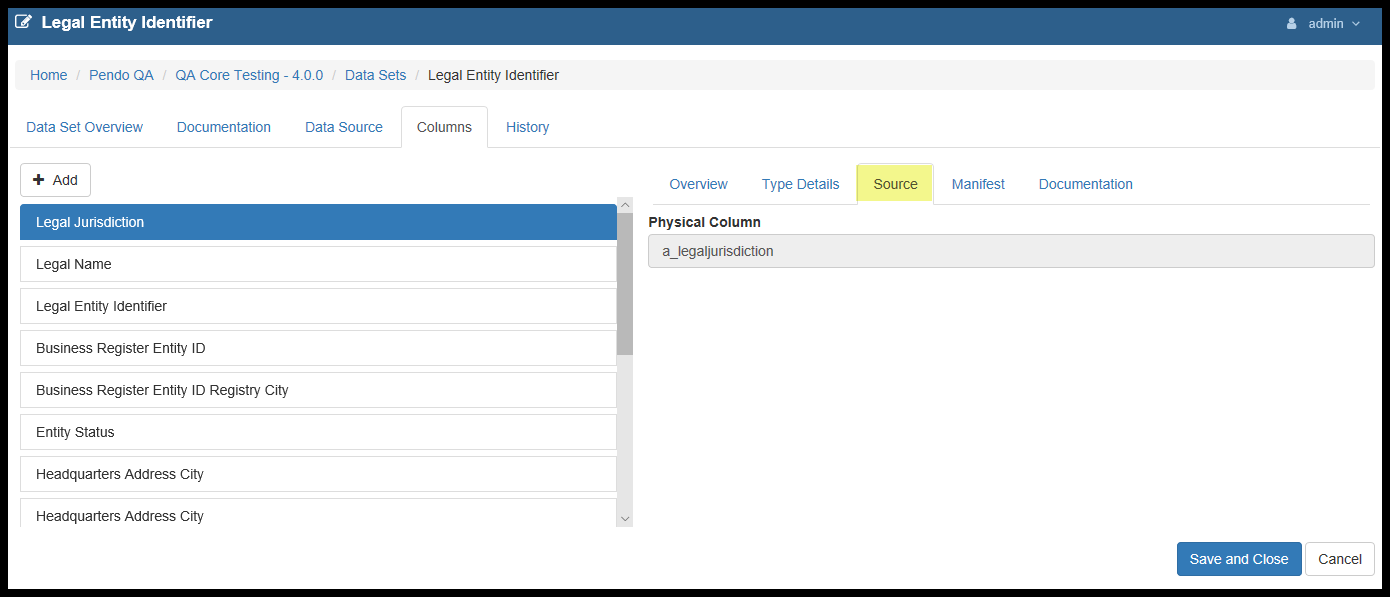 Legal Entity Identifier
admin
Home / Pendo QA / QA Core Testing - 4.0.0 / Data Sets / Legal Entity Identifier
Data Set Overview Documentation Data Source Columns History
Add
Overview Type Details Source Manifest Documentation
Legal Jurisdiction
Legal Name
Legal Entity Identifier
Business Register Entity ID
Business Register Entity ID Registry City
Entity Status
Headquarters Address City
Headquarters Address City
Physical Column
a_legaljurisdiction
Save and Close Cancel